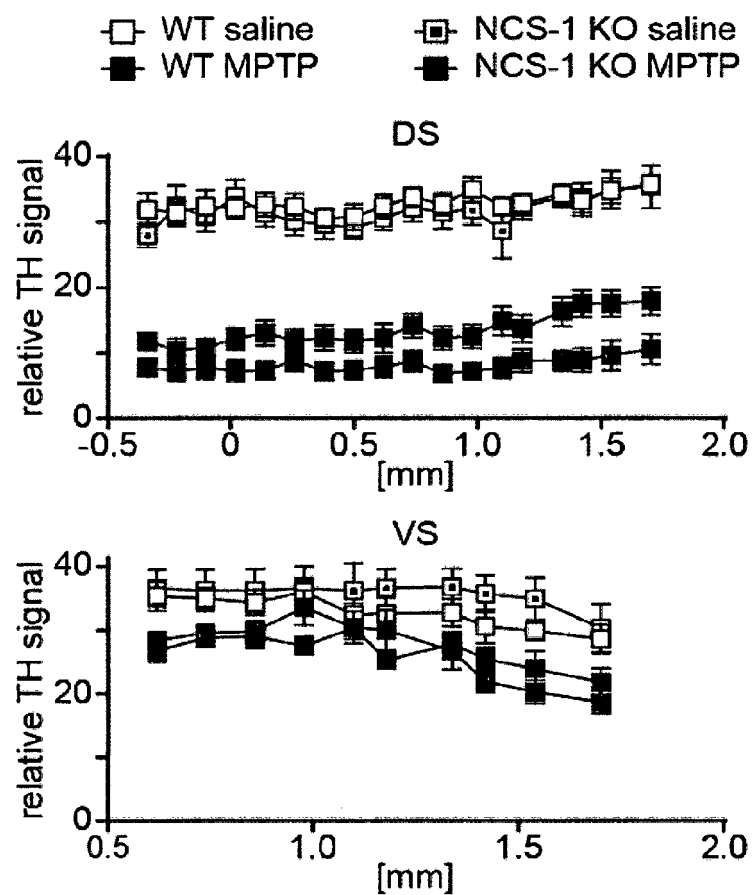 WT saline NCS-1 KO saline
WT MPTP NCS-1 KO MPTP
DS
relative TH signal
40
20
0
-0.5 0 0.5 1.0 1.5 2.0
[mm]
VS
relative TH signal
40
20
0
0.5 1.0 1.5 2.0
[mm]